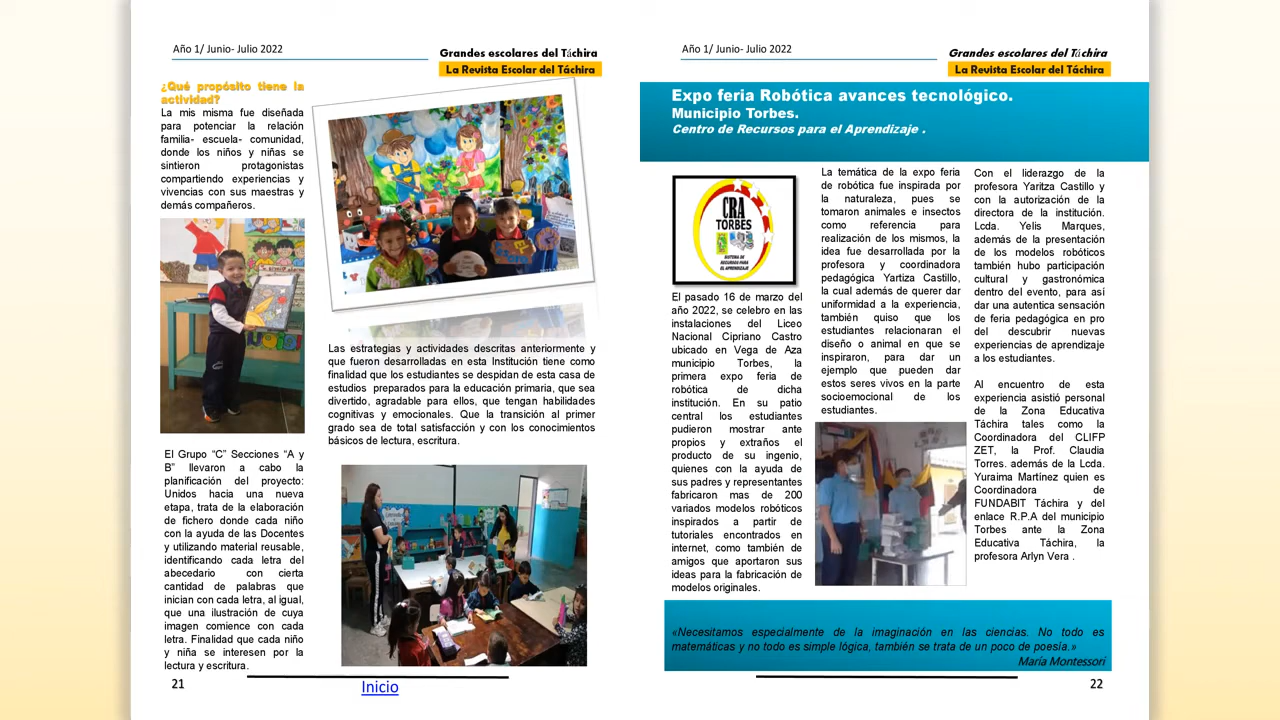 Año 1/ Junio- Julio 2022
Grandes escolares del Táchira
La Revista Escolar del Táchira
¿Qué propósito tiene la
actividad?
La mis misma fue diseñada
para potenciar la relación
familia- escuela- comunidad,
donde los niños y niñas se
sintieron protagonistas
compartiendo experiencias y
vivencias con sus maestras y
demás compañeros.
El Grupo “C” Secciones “A y
B” llevaron a cabo la
planificación del proyecto:
Unidos hacia una nueva
etapa, trata de la elaboración
de fichero donde cada niño
con la ayuda de las Docentes
y utilizando material reusable,
identificando cada letra del
abecedario con cierta
cantidad de palabras que
inician con cada letra, al igual,
que una ilustración de cuya
imagen comience con cada
letra. Finalidad que cada niño
y niña se interesen por la
lectura y escritura.
Las estrategias y actividades descritas anteriormente y
que fueron desarrolladas en esta Institución tiene como
finalidad que los estudiantes se despidan de esta casa de
estudios preparados para la educación primaria, que sea
divertido, agradable para ellos, que tengan habilidades
cognitivas y emocionales. Que la transición al primer
grado sea de total satisfacción y con los conocimientos
básicos de lectura, escritura.
21
Inicio
Año 1/ Junio- Julio 2022
Grandes escolares del Táchira
La Revista Escolar del Táchira
Expo feria Robótica avances tecnológico.
Municipio Torbes.
Centro de Recursos para el Aprendizaje .
CRA
TORBES
SISTEMA DE
RECURSOS PARA
EL APRENDIZAJE
El pasado 16 de marzo del
año 2022, se celebro en las
instalaciones del Liceo
Nacional Cipriano Castro
ubicado en Vega de Aza
municipio Torbes, la
primera expo feria de
robótica de dicha
institución. En su patio
central los estudiantes
pudieron mostrar ante
propios y extraños el
producto de su ingenio,
quienes con la ayuda de
sus padres y representantes
fabricaron mas de 200
variados modelos robóticos
inspirados a partir de
tutoriales encontrados en
internet, como también de
amigos que aportaron sus
ideas para la fabricación de
modelos originales.
La temática de la expo feria
de robótica fue inspirada por
la naturaleza, pues se
tomaron animales e insectos
como referencia para
realización de los mismos, la
idea fue desarrollada por la
profesora y coordinadora
pedagógica Yartiza Castillo,
la cual además de querer dar
uniformidad a la experiencia,
también quiso que los
estudiantes relacionaran el
diseño o animal en que se
inspiraron, para dar un
ejemplo que pueden dar
estos seres vivos en la parte
socioemocional de los
estudiantes.
Con el liderazgo de la
profesora Yaritza Castillo y
con la autorización de la
directora de la institución.
Lcda. Yelis Marques,
además de la presentación
de los modelos robóticos
también hubo participación
cultural y gastronómica
dentro del evento, para así
dar una autentica sensación
de feria pedagógica en pro
del descubrir nuevas
experiencias de aprendizaje
a los estudiantes.
Al encuentro de esta
experiencia asistió personal
de la Zona Educativa
Táchira tales como la
Coordinadora del CLIFP
ZET, la Prof. Claudia
Torres. además de la Lcda.
Yuraima Martínez quien es
Coordinadora de
FUNDABIT Táchira y del
enlace R.P.A del municipio
Torbes ante la Zona
Educativa Táchira, la
profesora Arlyn Vera .
«Necesitamos especialmente de la imaginación en las ciencias. No todo es
matemáticas y no todo es simple lógica, también se trata de un poco de poesía.»
María Montessori
22